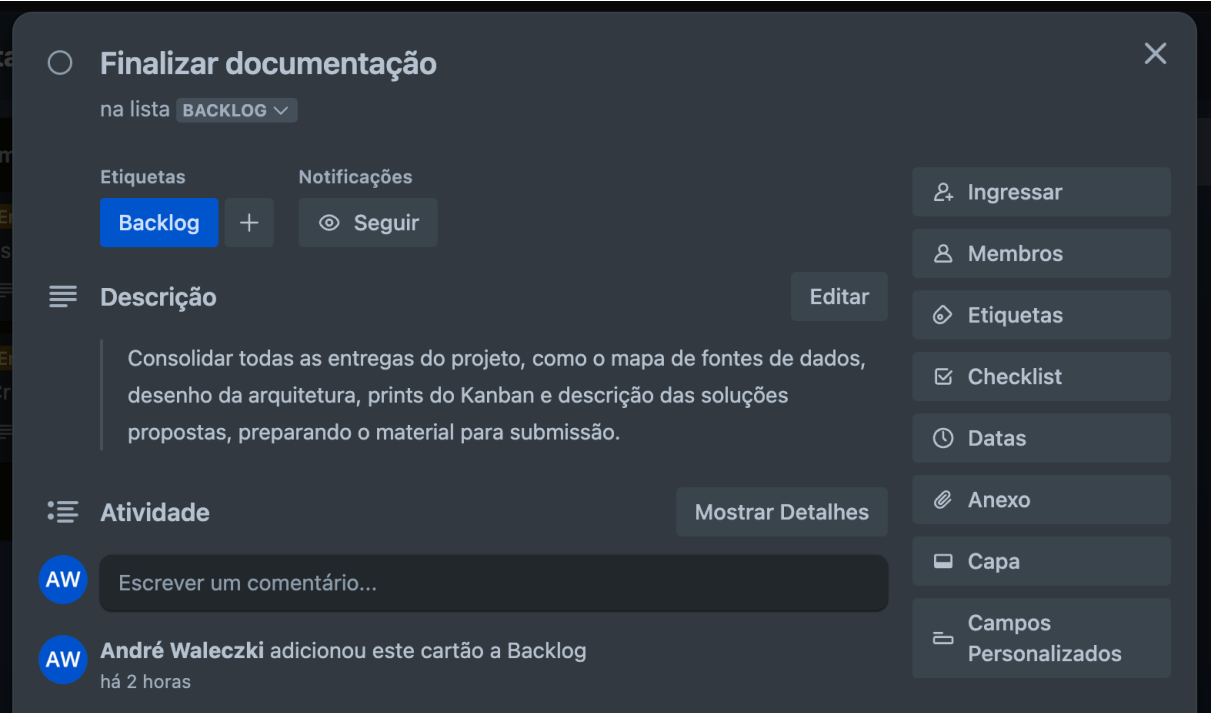 Finalizar documentação
na lista BACKLOG
Etiquetas
Notificações
Backlog
Seguir
Descrição
Editar
Consolidar todas as entregas do projeto, como o mapa de fontes de dados,
desenho da arquitetura, prints do Kanban e descrição das soluções
propostas, preparando o material para submissão.
Atividade
Mostrar Detalhes
AW
Escrever um comentário...
AW
André Waleczki adicionou este cartão a Backlog
há 2 horas
Ingressar
Membros
Etiquetas
Checklist
Datas
Anexo
Capa
Campos
Personalizados